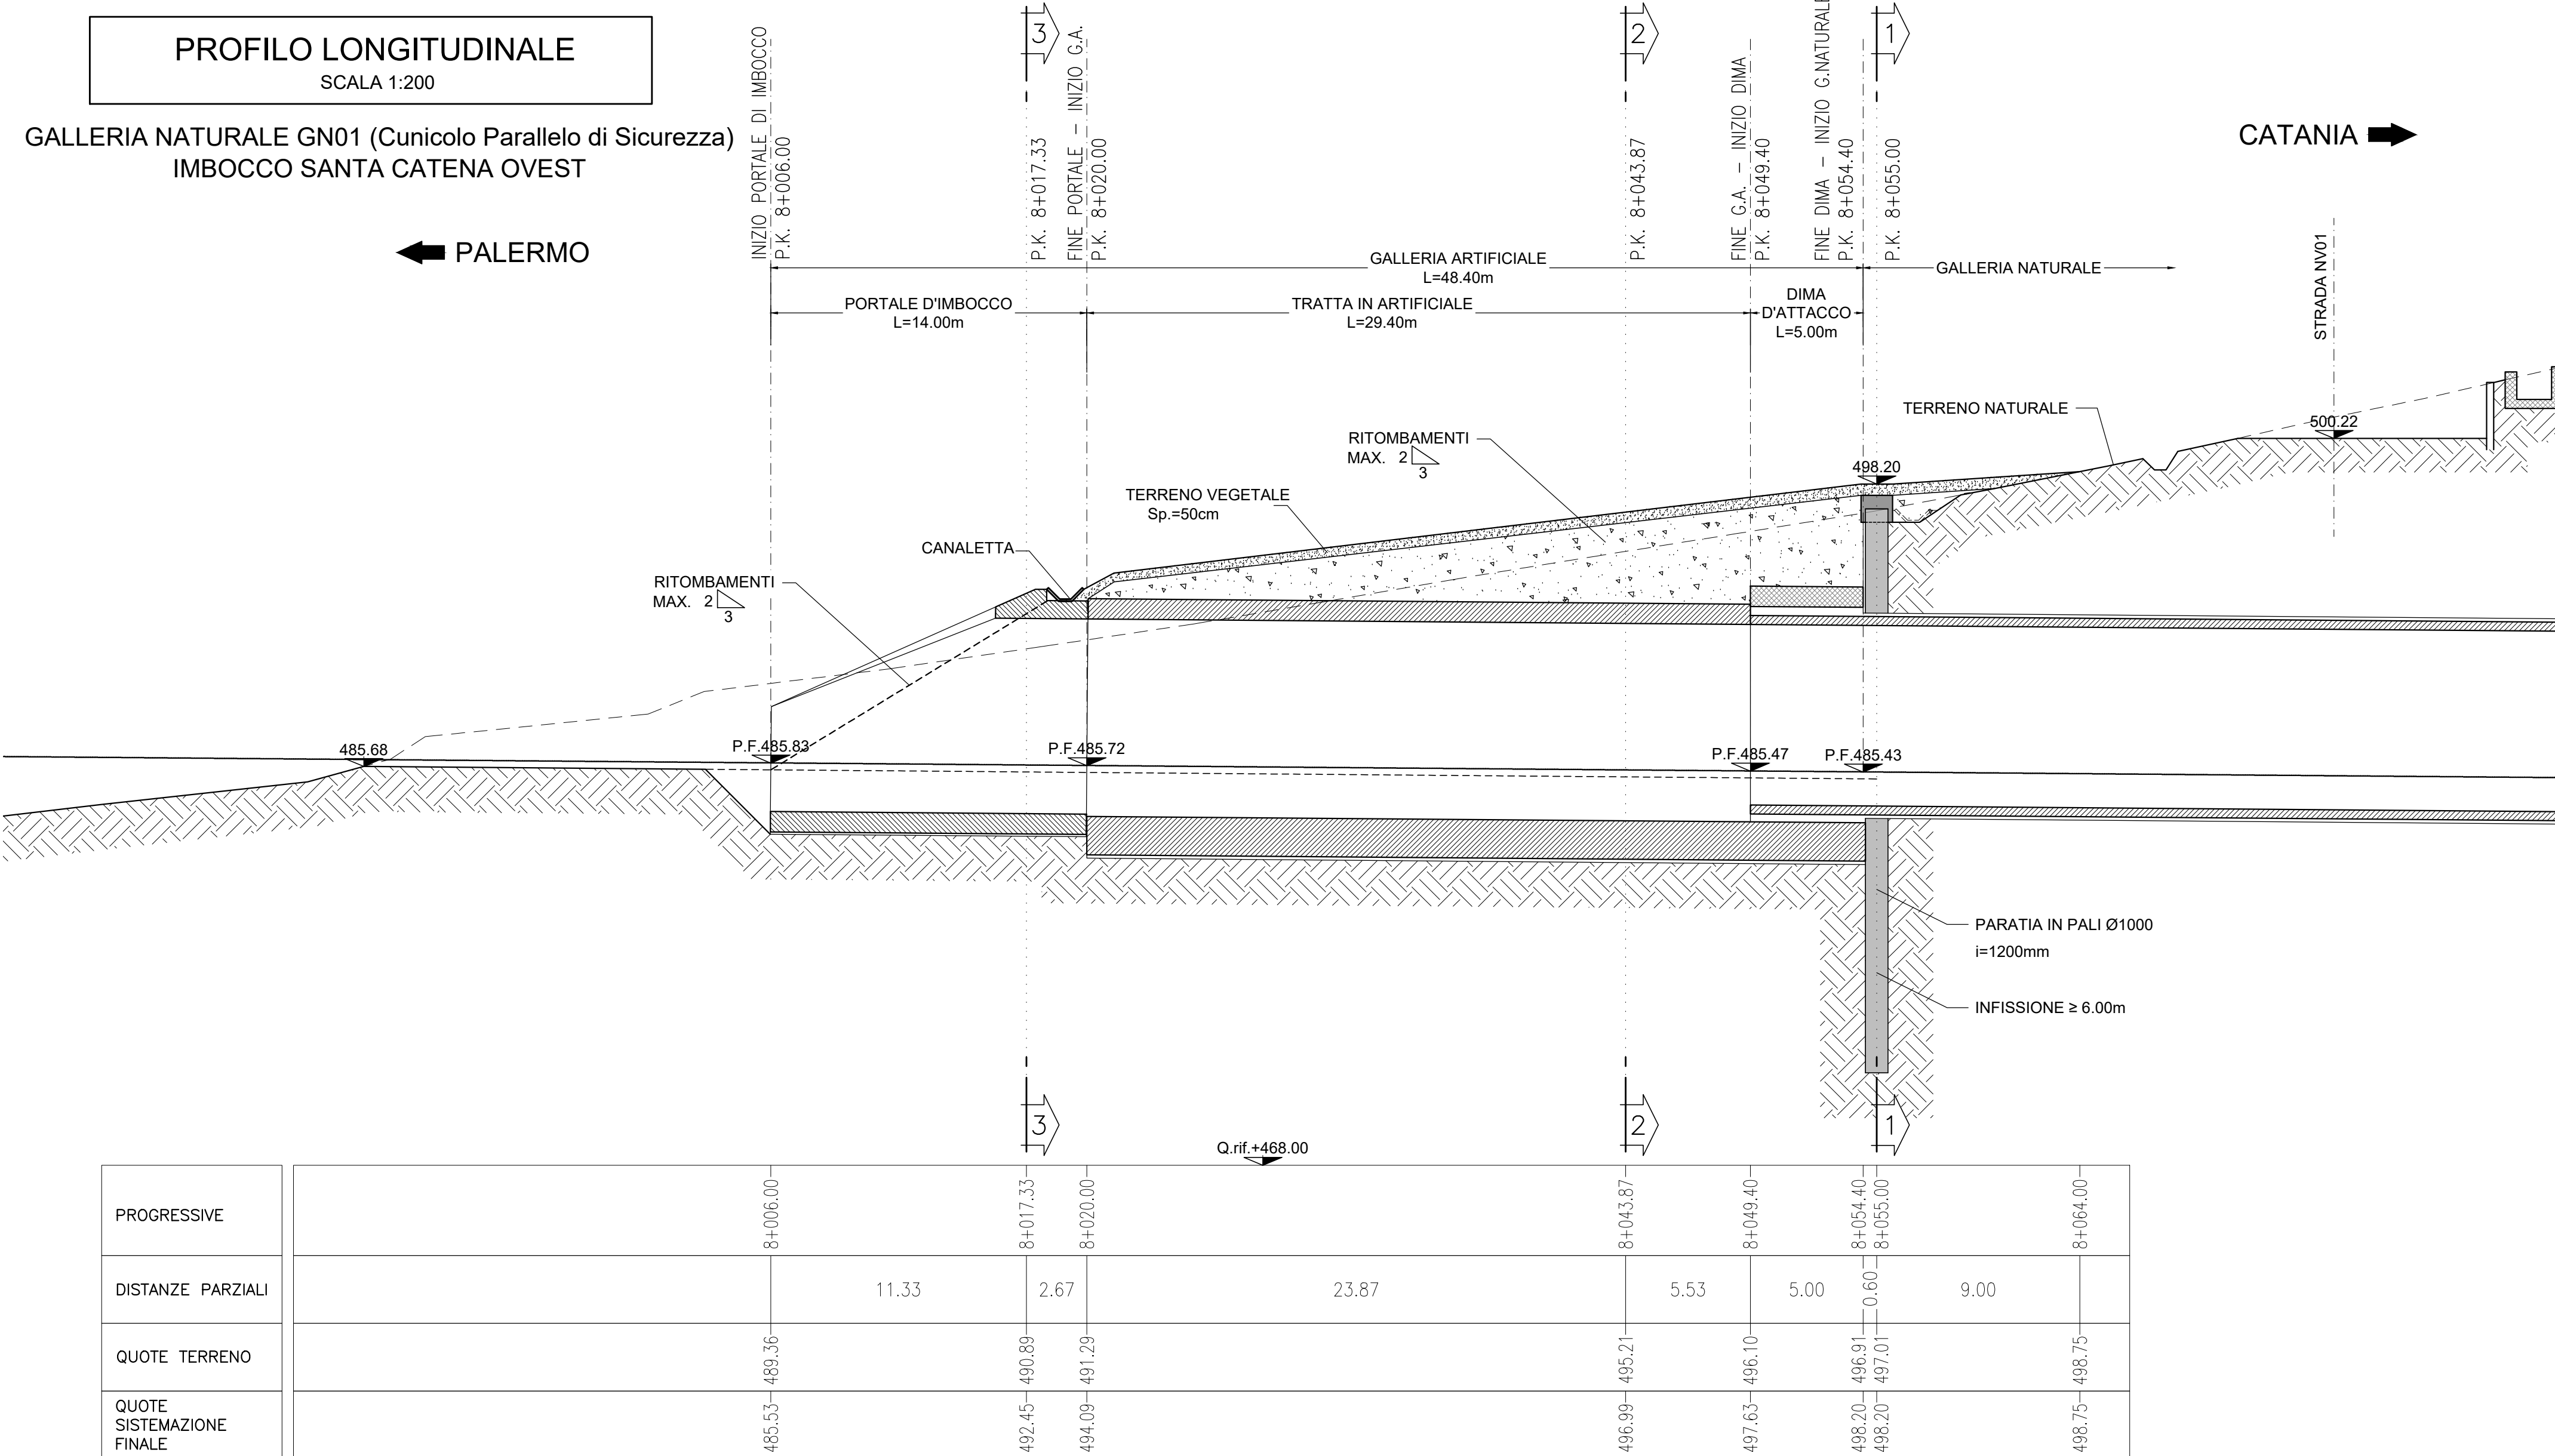 PROFILO LONGITUDINALE
SCALA 1:200
GALLERIA NATURALE GN01 (Cunicolo Parallelo di Sicurezza)
IMBOCCO SANTA CATENA OVEST
PALERMO
CATANIA
INIZIO PORTALE DI IMBOCCO
P.K. 8+006.00
3
P.K. 8+017.33
FINE PORTALE - INIZIO G.A.
P.K. 8+020.00
2
P.K. 8+043.87
FINE G.A. - INIZIO DIMA
P.K. 8+049.40
FINE DIMA - INIZIO G.NATURALE
P.K. 8+054.40
1
P.K. 8+055.00
STRADA NV01
GALLERIA ARTIFICIALE
L=48.40m
GALLERIA NATURALE
PORTALE D'IMBOCCO
L=14.00m
TRATTA IN ARTIFICIALE
L=29.40m
DIMA
D'ATTACCO
L=5.00m
TERRENO NATURALE
500.22
RITOMBAMENTI
MAX. 2
3
498.20
TERRENO VEGETALE
Sp.=50cm
CANALETTA
RITOMBAMENTI
MAX. 2
3
485.68
P.F.485.83
P.F.485.72
P.F.485.47
P.F.485.43
PARATIA IN PALI Ø1000
i=1200mm
INFISSIONE ≥ 6.00m
3
2
1
Q.rif.+468.00
PROGRESSIVE
8+006.00
8+017.33
8+020.00
8+043.87
8+049.40
8+054.40
8+055.00
8+064.00
DISTANZE PARZIALI
11.33
2.67
23.87
5.53
5.00
0.60
9.00
QUOTE TERRENO
489.36
490.89
491.29
495.21
496.10
496.91
497.01
498.75
QUOTE
SISTEMAZIONE
FINALE
485.53
492.45
494.09
496.99
497.63
498.20
498.20
498.75